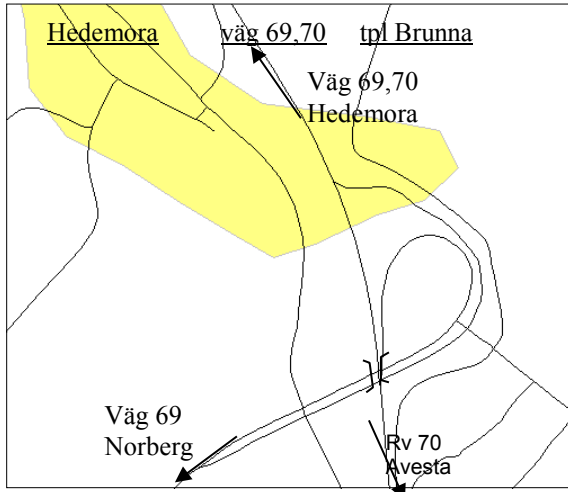 Hedemora väg 69,70 tpl Brunna
Väg 69,70
Hedemora
Väg 69
Norberg
Rv 70
Avesta